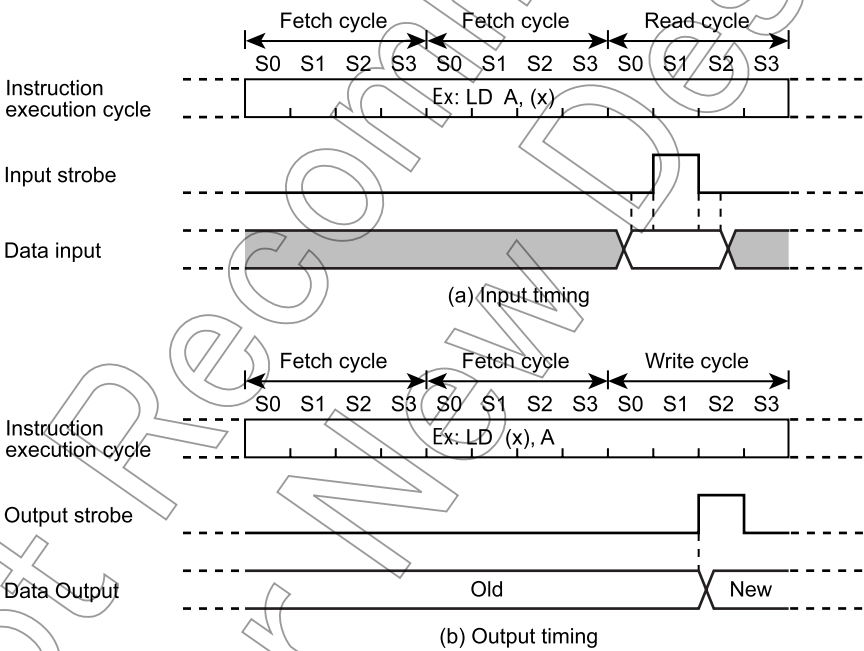 Fetch cycle Fetch cycle Read cycle
S0 S1 S2 S3 S0 S1 S2 S3 S0 S1 S2 S3
Instruction
execution cycle
Ex: LD A, (x)
Input strobe
Data input
(a) Input timing
Fetch cycle Fetch cycle Write cycle
S0 S1 S2 S3 S0 S1 S2 S3 S0 S1 S2 S3
Instruction
execution cycle
Ex: LD (x), A
Output strobe
Data Output
Old New
(b) Output timing